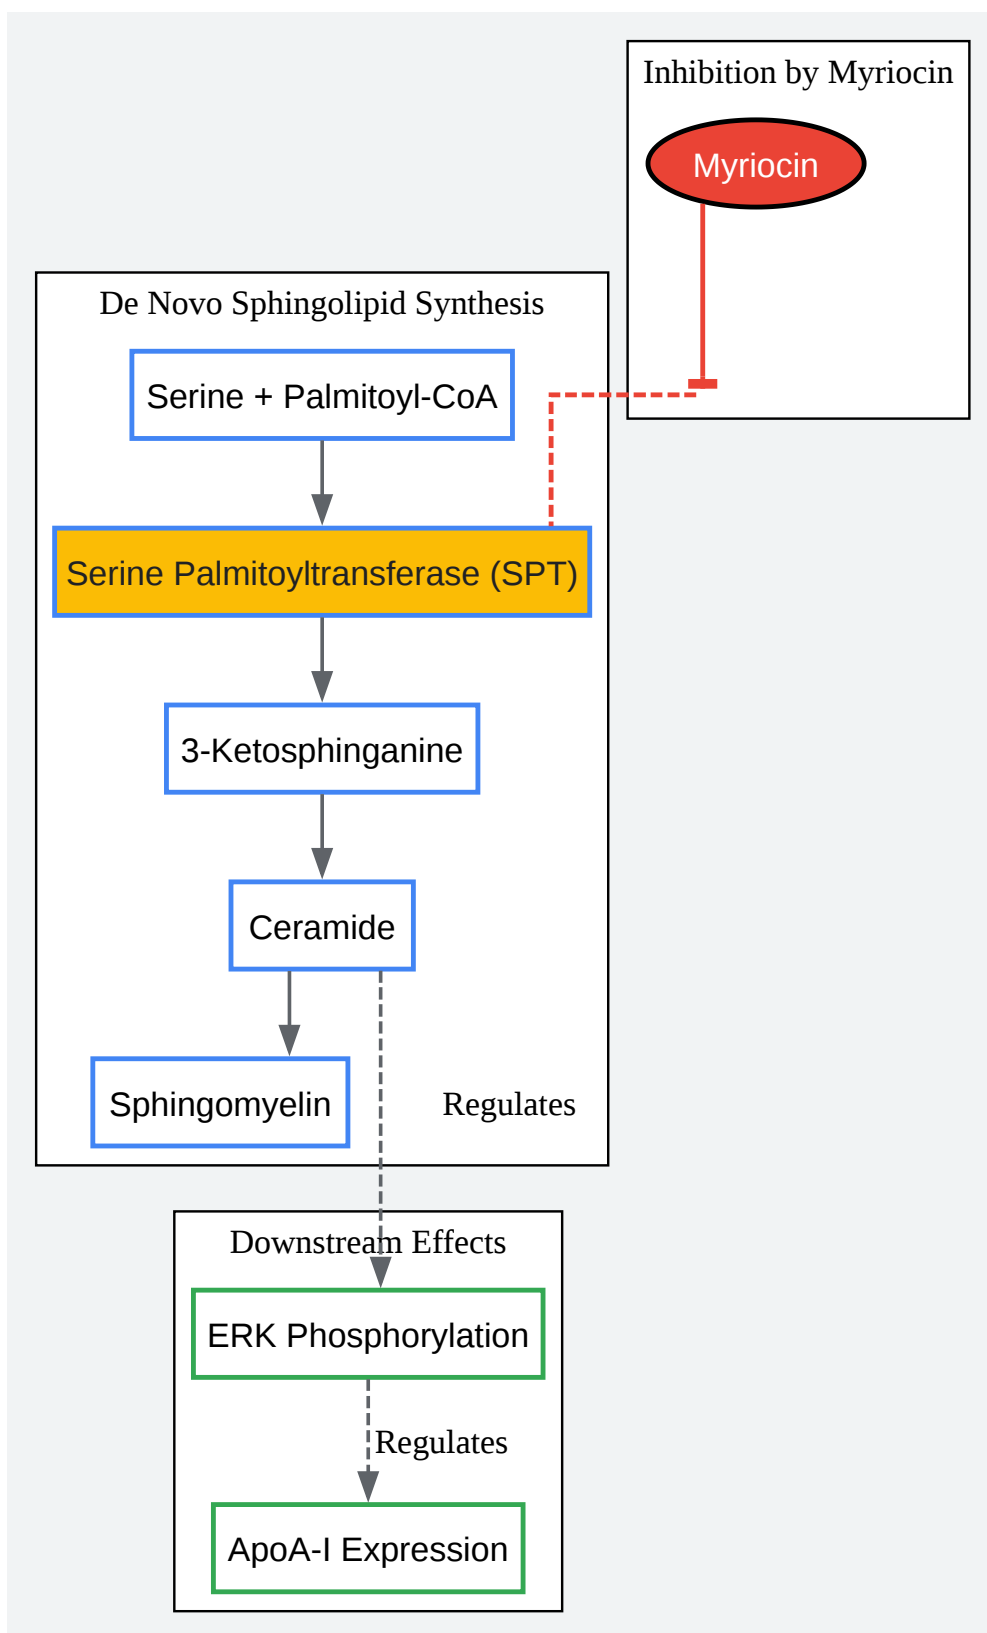 Inhibition by Myriocin
Myriocin
De Novo Sphingolipid Synthesis
Serine + Palmitoyl-CoA
Serine Palmitoyltransferase (SPT)
3-Ketosphinganine
Ceramide
Sphingomyelin
Regulates
Downstream Effects
ERK Phosphorylation
Regulates
ApoA-I Expression